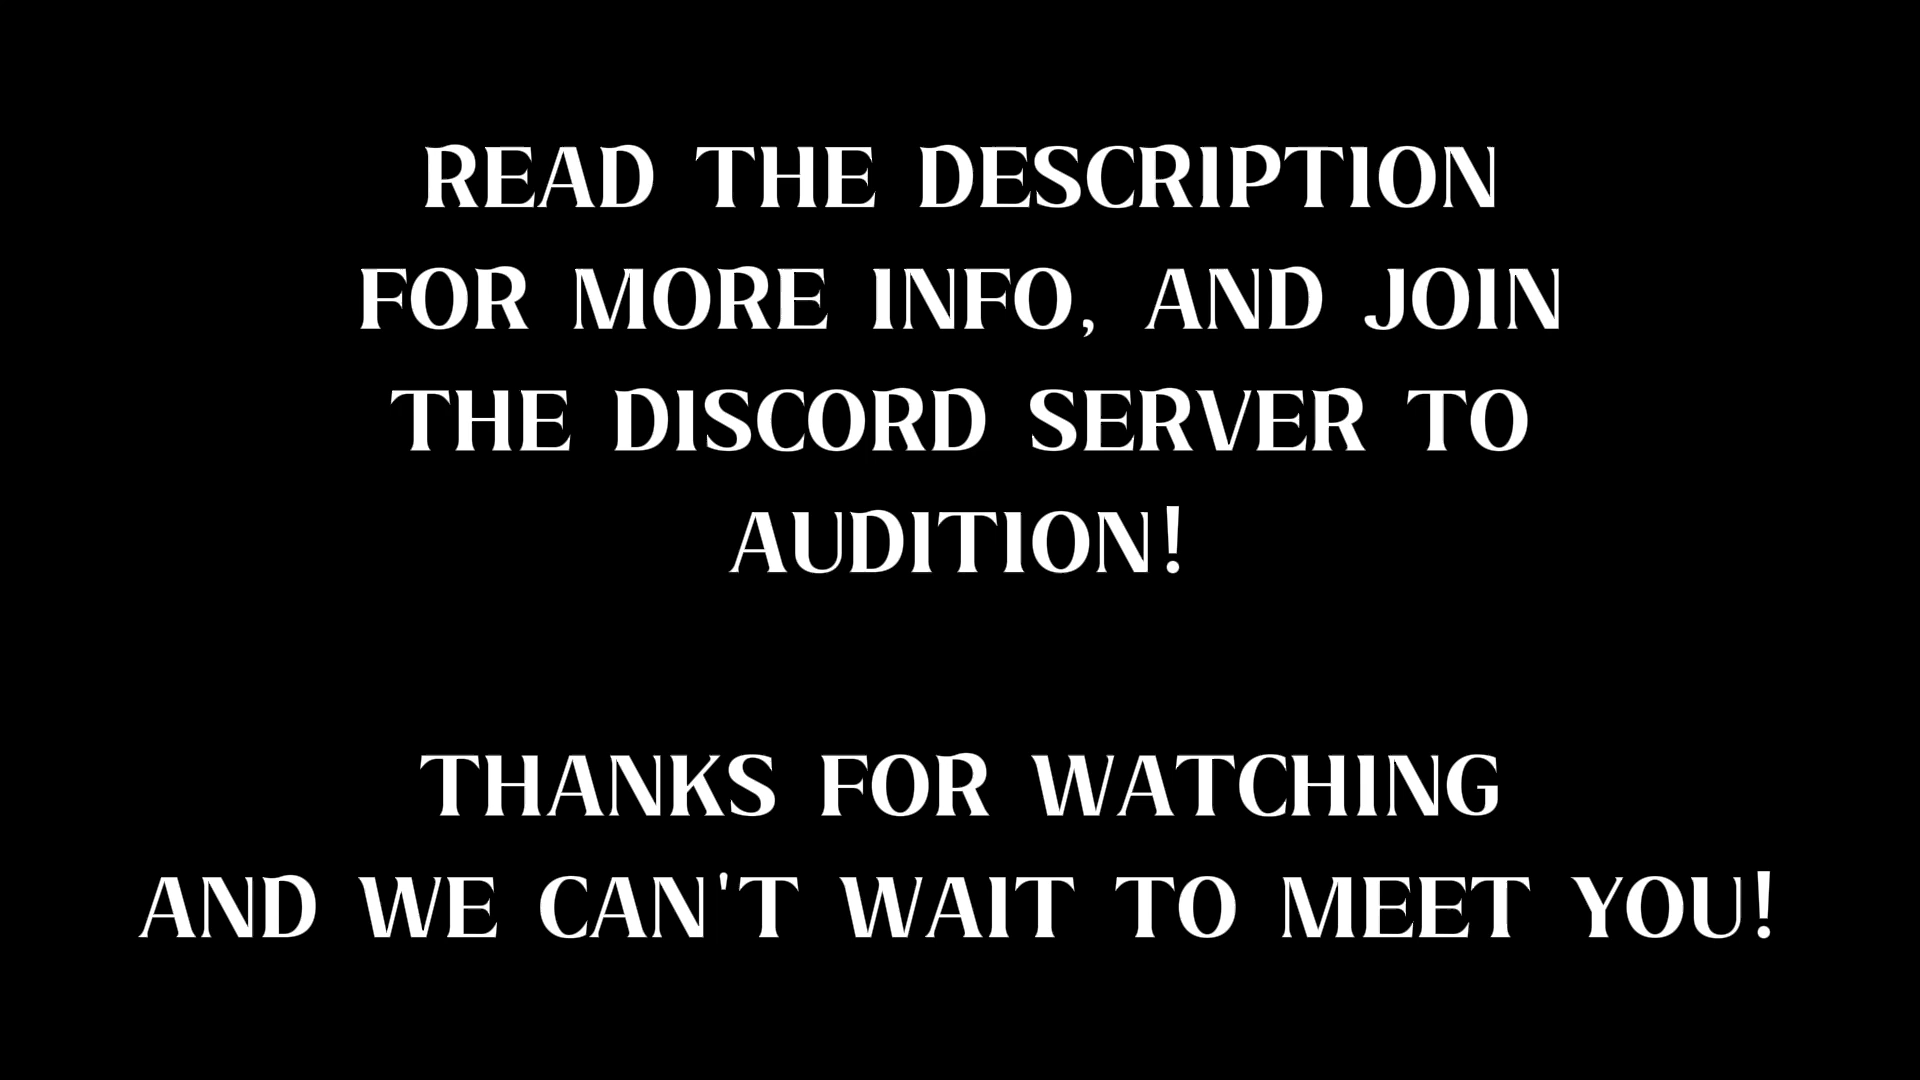 READ THE DESCRIPTION
FOR MORE INFO, AND JOIN
THE DISCORD SERVER TO
AUDITION!
THANKS FOR WATCHING
AND WE CAN'T WAIT TO MEET YOU!